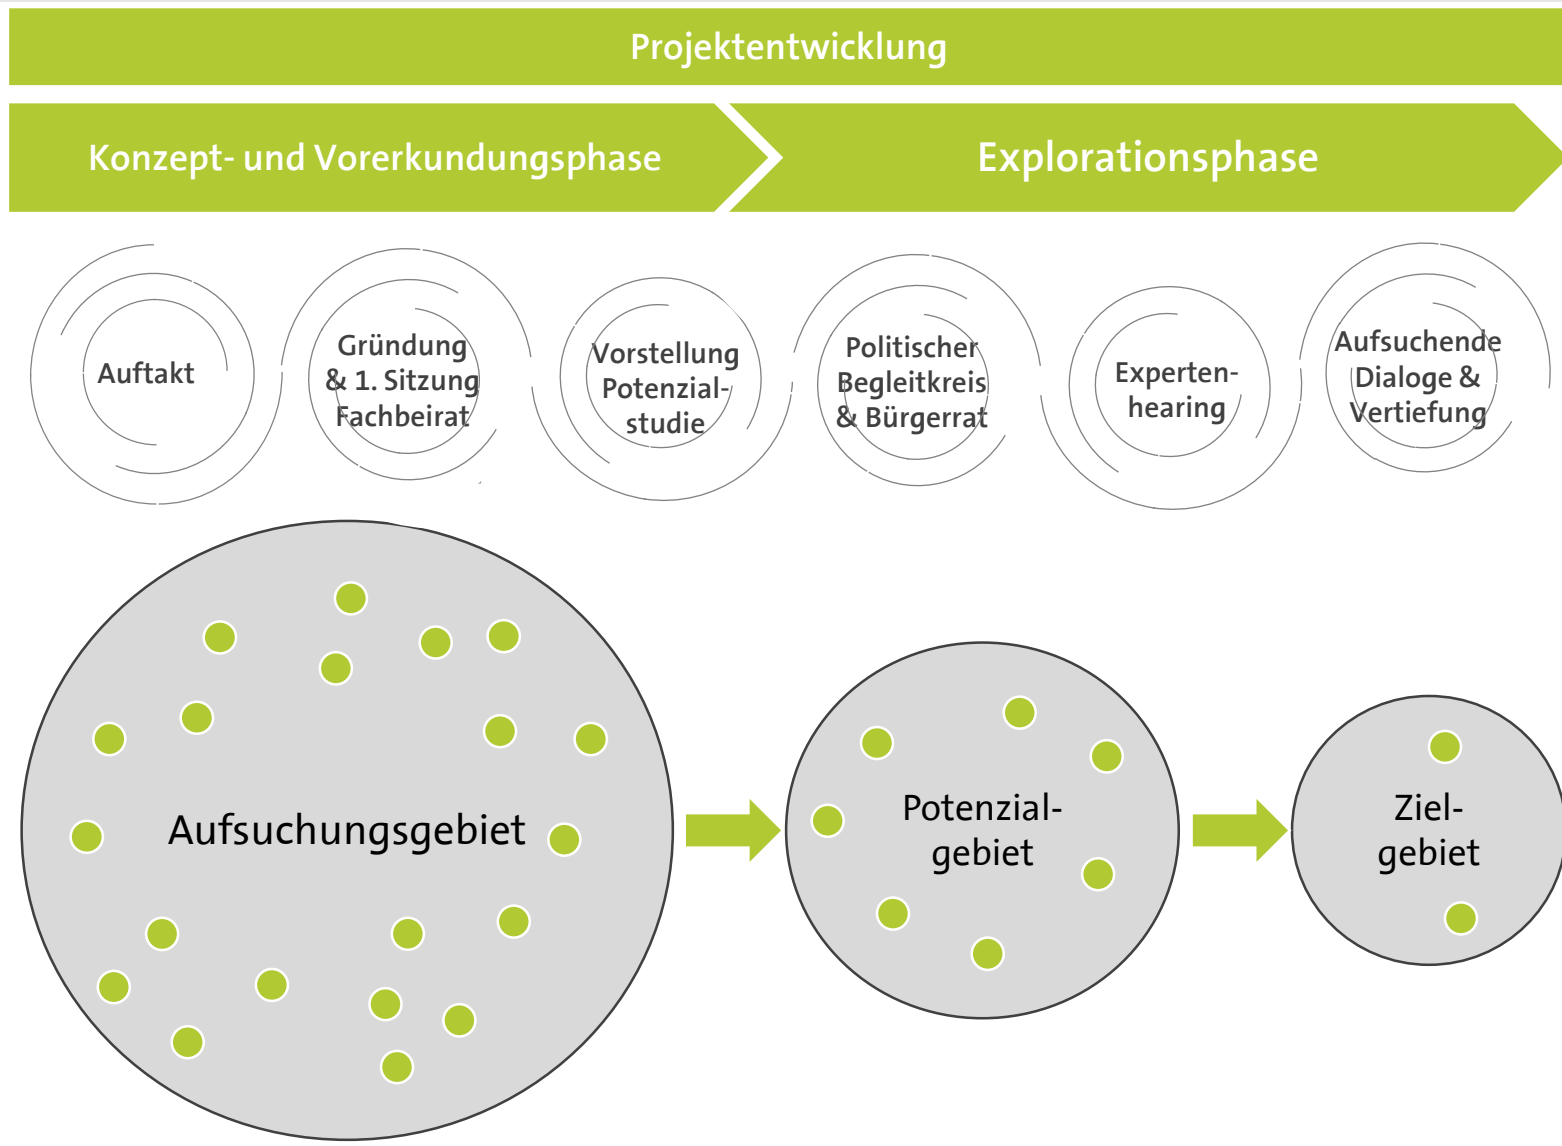 Projektentwicklung
Konzept- und Vorerkundungsphase
Explorationsphase
Auftakt
Gründung
& 1. Sitzung
Fachbeirat
Vorstellung
Potenzial-
studie
Politischer
Begleitkreis
& Bürgerrat
Experten-
hearing
Aufsuchende
Dialoge &
Vertiefung
Aufsuchungsgebiet
Potenzial-
gebiet
Ziel-
gebiet